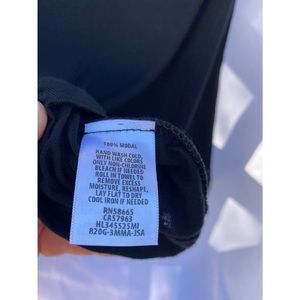 100% MODAL
HAND WASH COLD,
WITH LIKE COLORS
ONLY NON-CHLORINE
BLEACH IF NEEDED
ROLL IN TOWEL TO
REMOVE EXCESS
MOISTURE, RESHAPE,
LAY FLAT TO DRY
COOL IRON IF NEEDED
RN58665
CA57963
HL345525MI
820G-3MMA-JSA